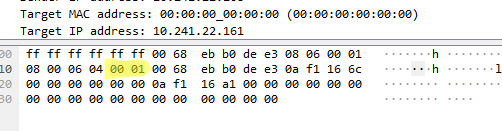 Target MAC address: 00:00:00_00:00:00 (00:00:00:00:00:00)
Target IP address: 10.241.22.161
00 ff ff ff ff ff ff 00 68 eb b0 de e3 08 06 00 01 ·······h
10 08 00 06 04 00 01 00 68 eb b0 de e3 0a f1 16 6c ·······h l
20 00 00 00 00 00 00 0a f1 16 a1 00 00 00 00 00 00 ········ ····
30 00 00 00 00 00 00 00 00 00 00 00 00 ········ ····